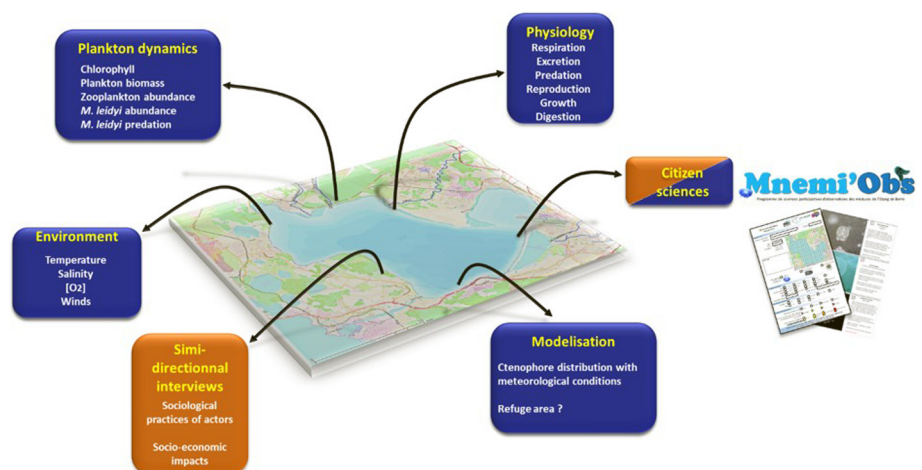 Plankton dynamics
Chlorophyll
Plankton biomass
Zooplankton abundance
M. leidyi abundance
M. leidyi predation
Physiology
Respiration
Excretion
Predation
Reproduction
Growth
Digestion
Citizen
sciences
Mnemi'Obs
Environment
Temperature
Salinity
[O2]
Winds
Simi-
directionnal
interviews
Sociological
practices of actors
Socio-economic
impacts
Modelisation
Ctenophore distribution with
meteorological conditions
Refuge area ?